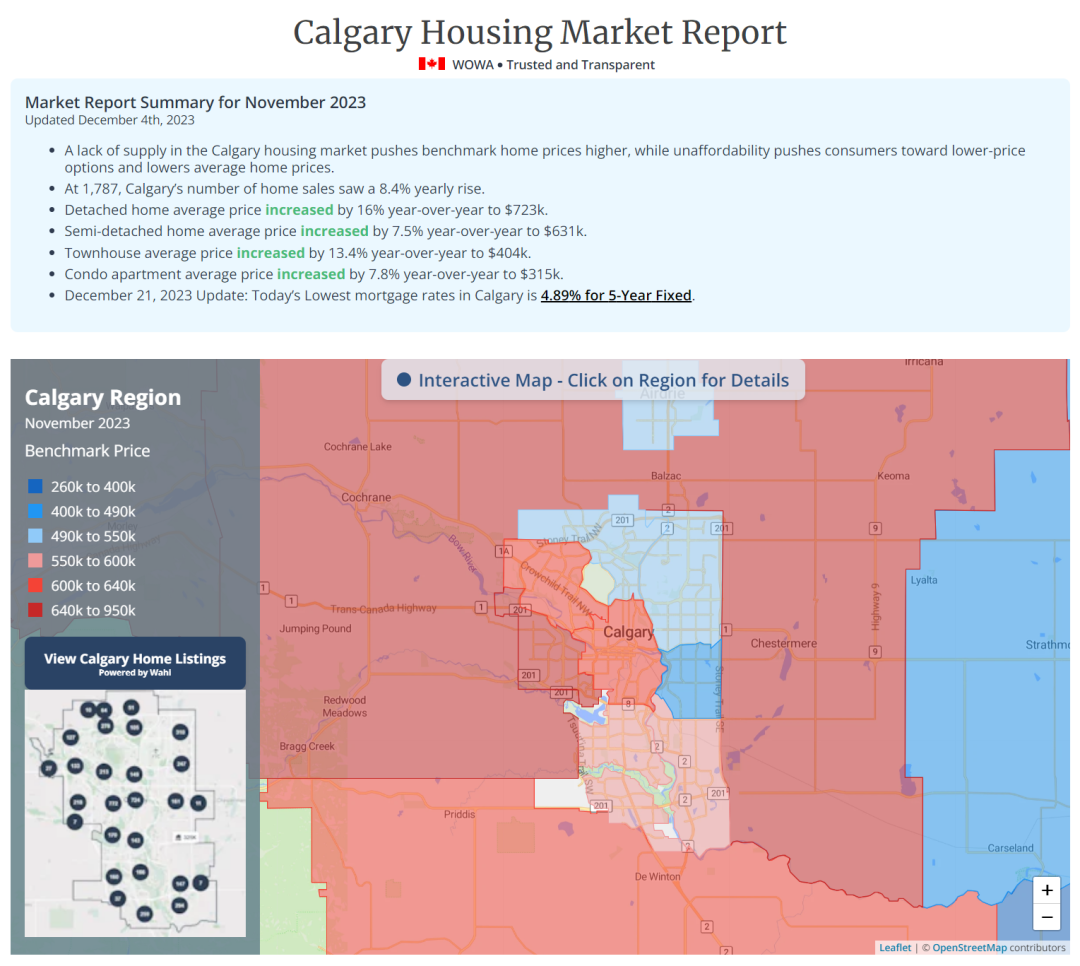 Calgary Housing Market Report
WOWA • Trusted and Transparent
Market Report Summary for November 2023
Updated December 4th, 2023
• A lack of supply in the Calgary housing market pushes benchmark home prices higher, while unaffordability pushes consumers toward lower-price
options and lowers average home prices.
• At 1,787, Calgary’s number of home sales saw a 8.4% yearly rise.
• Detached home average price increased by 16% year-over-year to $723k.
• Semi-detached home average price increased by 7.5% year-over-year to $631k.
• Townhouse average price increased by 13.4% year-over-year to $404k.
• Condo apartment average price increased by 7.8% year-over-year to $315k.
• December 21, 2023 Update: Today’s Lowest mortgage rates in Calgary is 4.89% for 5-Year Fixed.
Interactive Map - Click on Region for Details
Calgary Region
November 2023
Benchmark Price
260k to 400k
400k to 490k
490k to 550k
550k to 600k
600k to 640k
640k to 950k
View Calgary Home Listings
Powered by Wahi
Irricana
Airdrie
Cochrane Lake
Balzac
Keoma
Cochrane
2
201
2
201
9
Stoney Trail NW
Bow River
1A
Crowchild Trail NW
Lyalta
1
1
Trans-Canada Highway
1
201
Highway 9
Jumping Pound
Calgary
1
Chestermere
9
Strathm
201
201
Stoney Trail SE
Redwood
Meadows
8
Tsuut'ina Trail SW
Bragg Creek
2
2
201
2
201
Priddis
2
Carseland
De Winton
2
2
+
−
Leaflet | © OpenStreetMap contributors